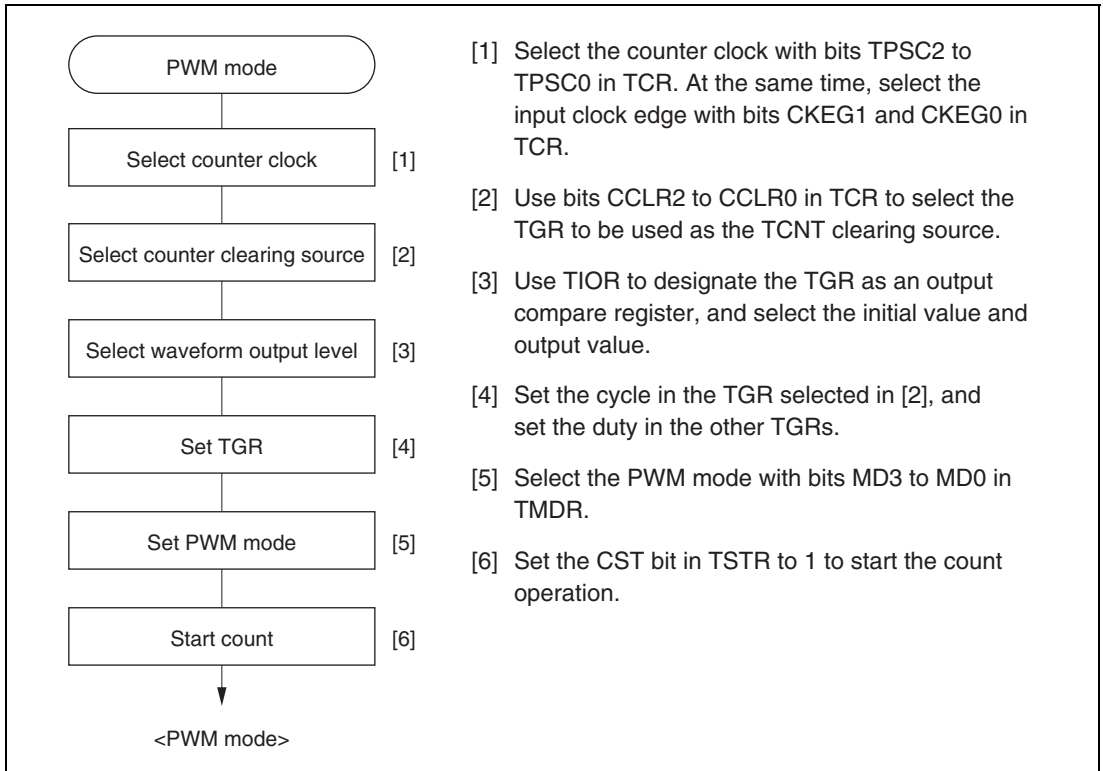 PWM mode
Select counter clock [1]
Select counter clearing source [2]
Select waveform output level [3]
Set TGR [4]
Set PWM mode [5]
Start count [6]
<PWM mode>
[1] Select the counter clock with bits TPSC2 to
TPSC0 in TCR. At the same time, select the
input clock edge with bits CKEG1 and CKEG0 in
TCR.
[2] Use bits CCLR2 to CCLR0 in TCR to select the
TGR to be used as the TCNT clearing source.
[3] Use TIOR to designate the TGR as an output
compare register, and select the initial value and
output value.
[4] Set the cycle in the TGR selected in [2], and
set the duty in the other TGRs.
[5] Select the PWM mode with bits MD3 to MD0 in
TMDR.
[6] Set the CST bit in TSTR to 1 to start the count
operation.